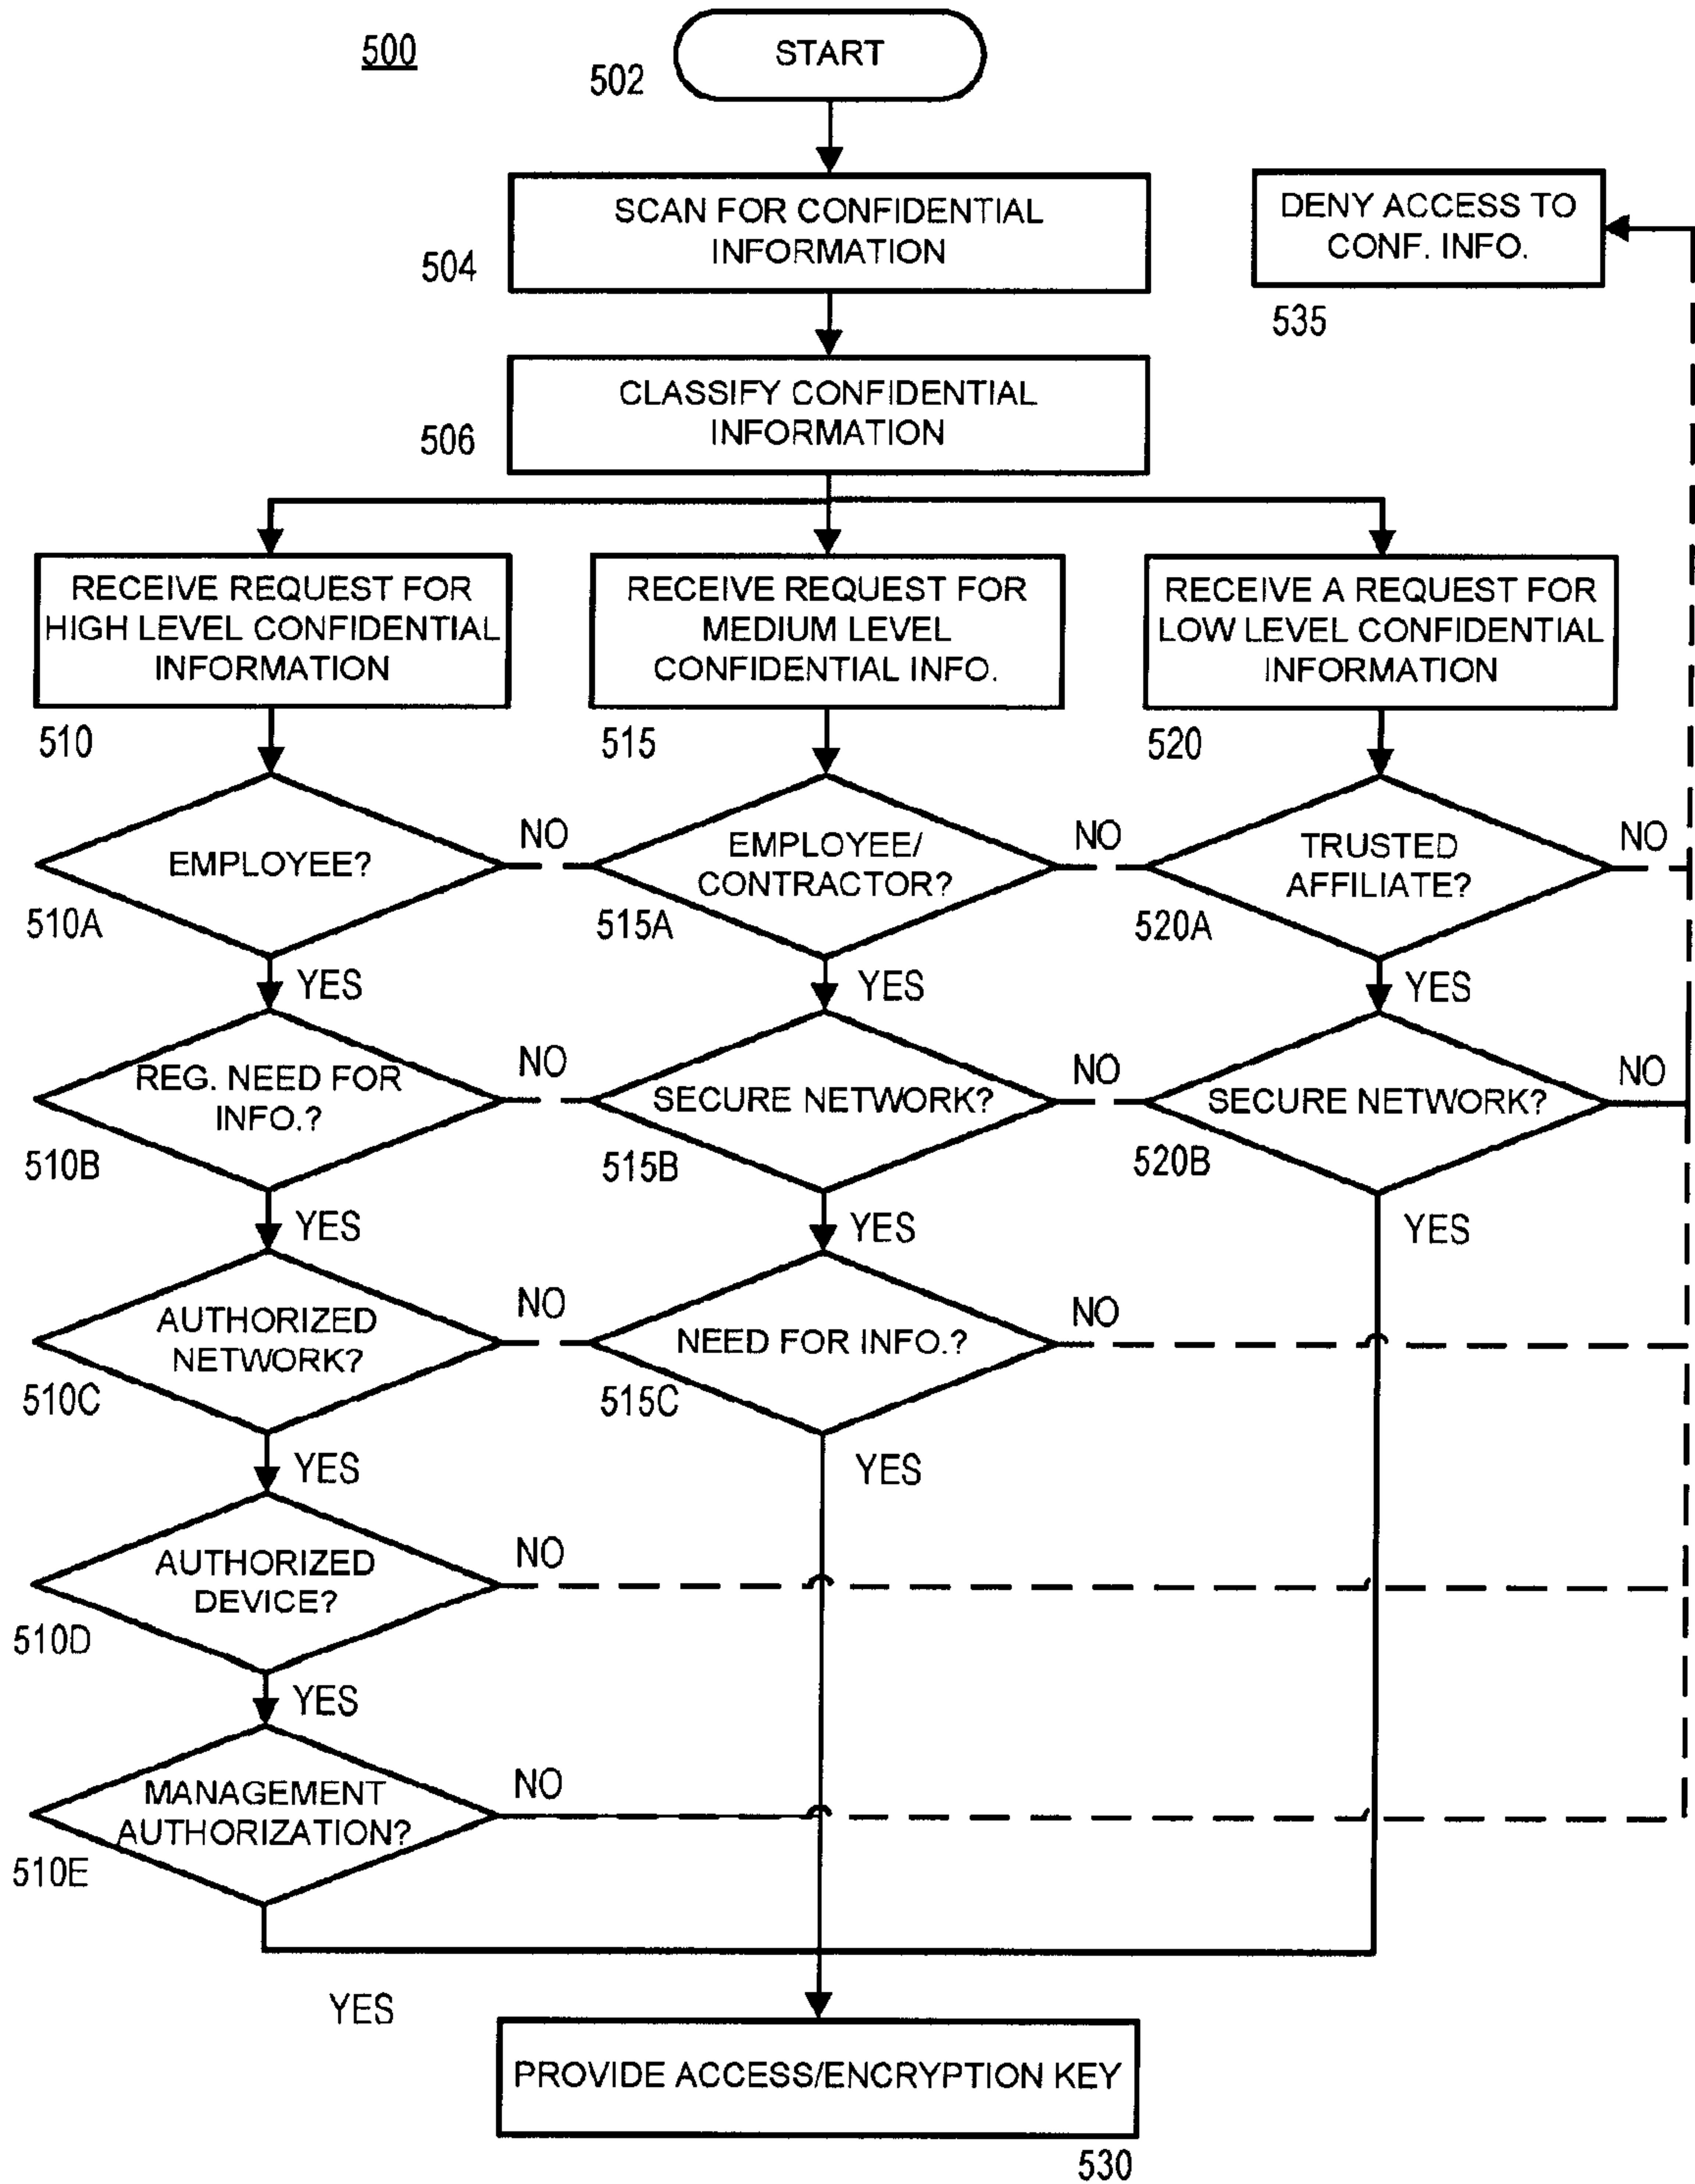 500
START
502
SCAN FOR CONFIDENTIAL
INFORMATION
504
DENY ACCESS TO
CONF. INFO.
535
CLASSIFY CONFIDENTIAL
INFORMATION
506
RECEIVE REQUEST FOR
HIGH LEVEL CONFIDENTIAL
INFORMATION
510
RECEIVE REQUEST FOR
MEDIUM LEVEL
CONFIDENTIAL INFO.
515
RECEIVE A REQUEST FOR
LOW LEVEL CONFIDENTIAL
INFORMATION
520
EMPLOYEE?
NO
510A
YES
EMPLOYEE/
CONTRACTOR?
NO
515A
YES
TRUSTED
AFFILIATE?
NO
520A
YES
REG. NEED FOR
INFO.?
NO
510B
YES
SECURE NETWORK?
NO
515B
YES
SECURE NETWORK?
NO
520B
YES
AUTHORIZED
NETWORK?
NO
510C
YES
NEED FOR INFO.?
NO
515C
YES
AUTHORIZED
DEVICE?
NO
510D
YES
MANAGEMENT
AUTHORIZATION?
NO
510E
YES
PROVIDE ACCESS/ENCRYPTION KEY
530